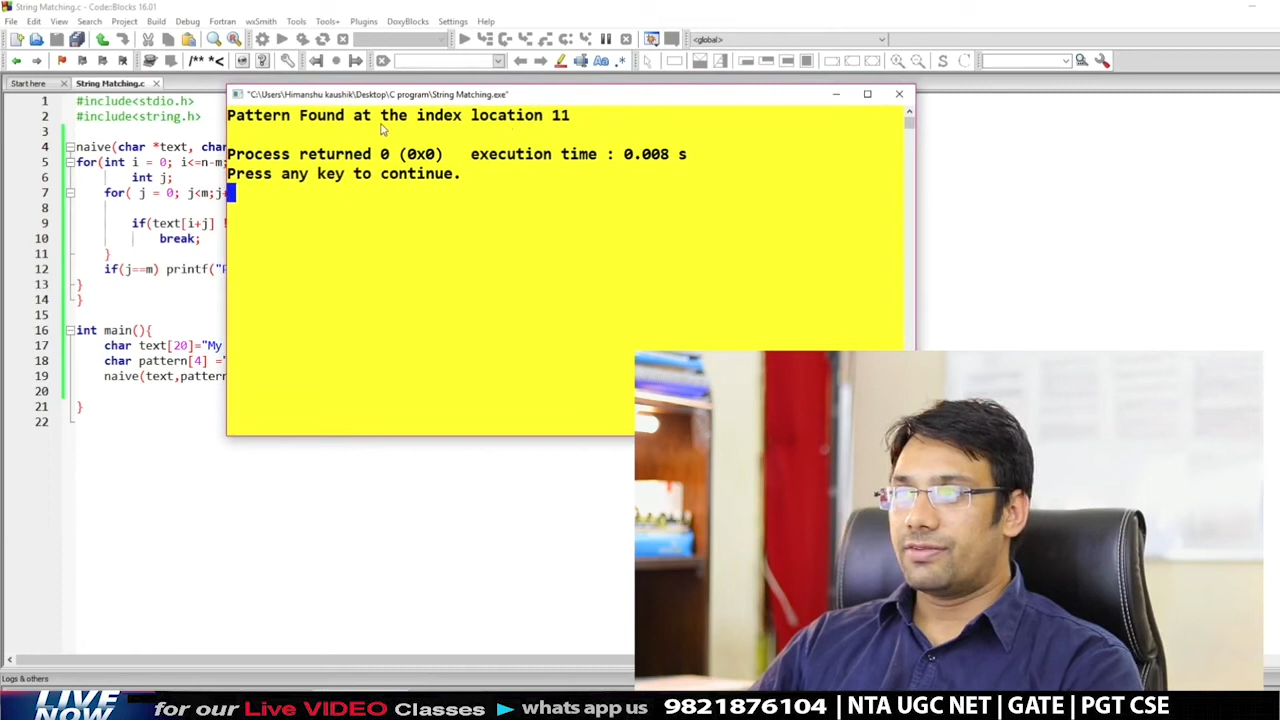 String Matching.c - Code::Blocks 16.01
File Edit View Search Project Build Debug Fortran wxSmith Tools Tools+ Plugins DoxyBlocks Settings Help
<global>
/** *<
Start here
String Matching.c
"C:\Users\Himanshu kaushik\Desktop\C program\String Matching.exe"
Pattern Found at the index location 11
Process returned 0 (0x0) execution time : 0.008 s
Press any key to continue.
1 #include<stdio.h>
2 #include<string.h>
3
4 naive(char *text, char
5 for(int i = 0; i<=n-m;
6 int j;
7 for( j = 0; j<m;j
8
9 if(text[i+j] !
10 break;
11 }
12 if(j==m) printf("P
13 }
14 }
15
16 int main(){
17 char text[20]="My
18 char pattern[4] ="
19 naive(text,pattern
20
21 }
22
Logs & others
LIVE NOW for our Live VIDEO Classes whats app us 9821876104 | NTA UGC NET | GATE | PGT CSE